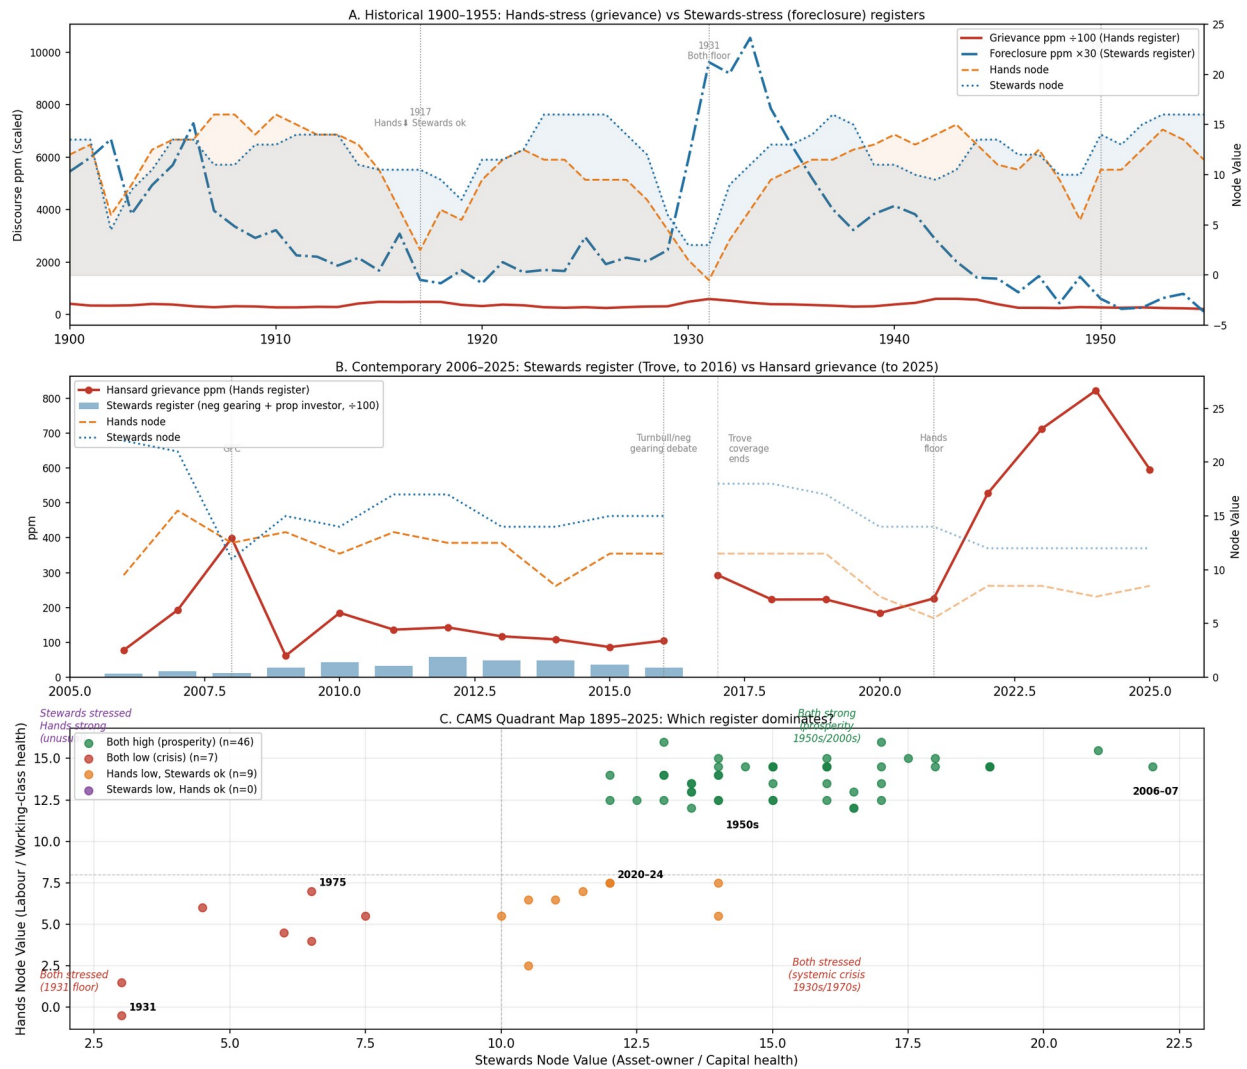 A. Historical 1900–1955: Hands-stress (grievance) vs Stewards-stress (foreclosure) registers
Discourse ppm (scaled)
10000
8000
6000
4000
2000
0
25
20
15
10
5
0
−5
Node Value
1917
Hands⬇ Stewards ok
1931
Both floor
Grievance ppm ÷100 (Hands register)
Foreclosure ppm ×30 (Stewards register)
Hands node
Stewards node
1900
1910
1920
1930
1940
1950
B. Contemporary 2006–2025: Stewards register (Trove, to 2016) vs Hansard grievance (to 2025)
ppm
800
700
600
500
400
300
200
100
0
25
20
15
10
5
0
Node Value
Hansard grievance ppm (Hands register)
Stewards register (neg gearing + prop investor, ÷100)
Hands node
Stewards node
GFC
Turnbull/neg
gearing debate
Trove
coverage
ends
Hands
floor
2005.0
2007.5
2010.0
2012.5
2015.0
2017.5
2020.0
2022.5
2025.0
C. CAMS Quadrant Map 1895–2025: Which register dominates?
Stewards stressed
Hands strong
(unusu
Both strong
(prosperity
1950s/2000s)
Hands Node Value (Labour / Working-class health)
15.0
12.5
10.0
7.5
5.0
2.5
0.0
Both high (prosperity) (n=46)
Both low (crisis) (n=7)
Hands low, Stewards ok (n=9)
Stewards low, Hands ok (n=0)
2006–07
1950s
2020–24
1975
Both stressed
(1931 floor)
1931
Both stressed
(systemic crisis
1930s/1970s)
2.5
5.0
7.5
10.0
12.5
15.0
17.5
20.0
22.5
Stewards Node Value (Asset-owner / Capital health)